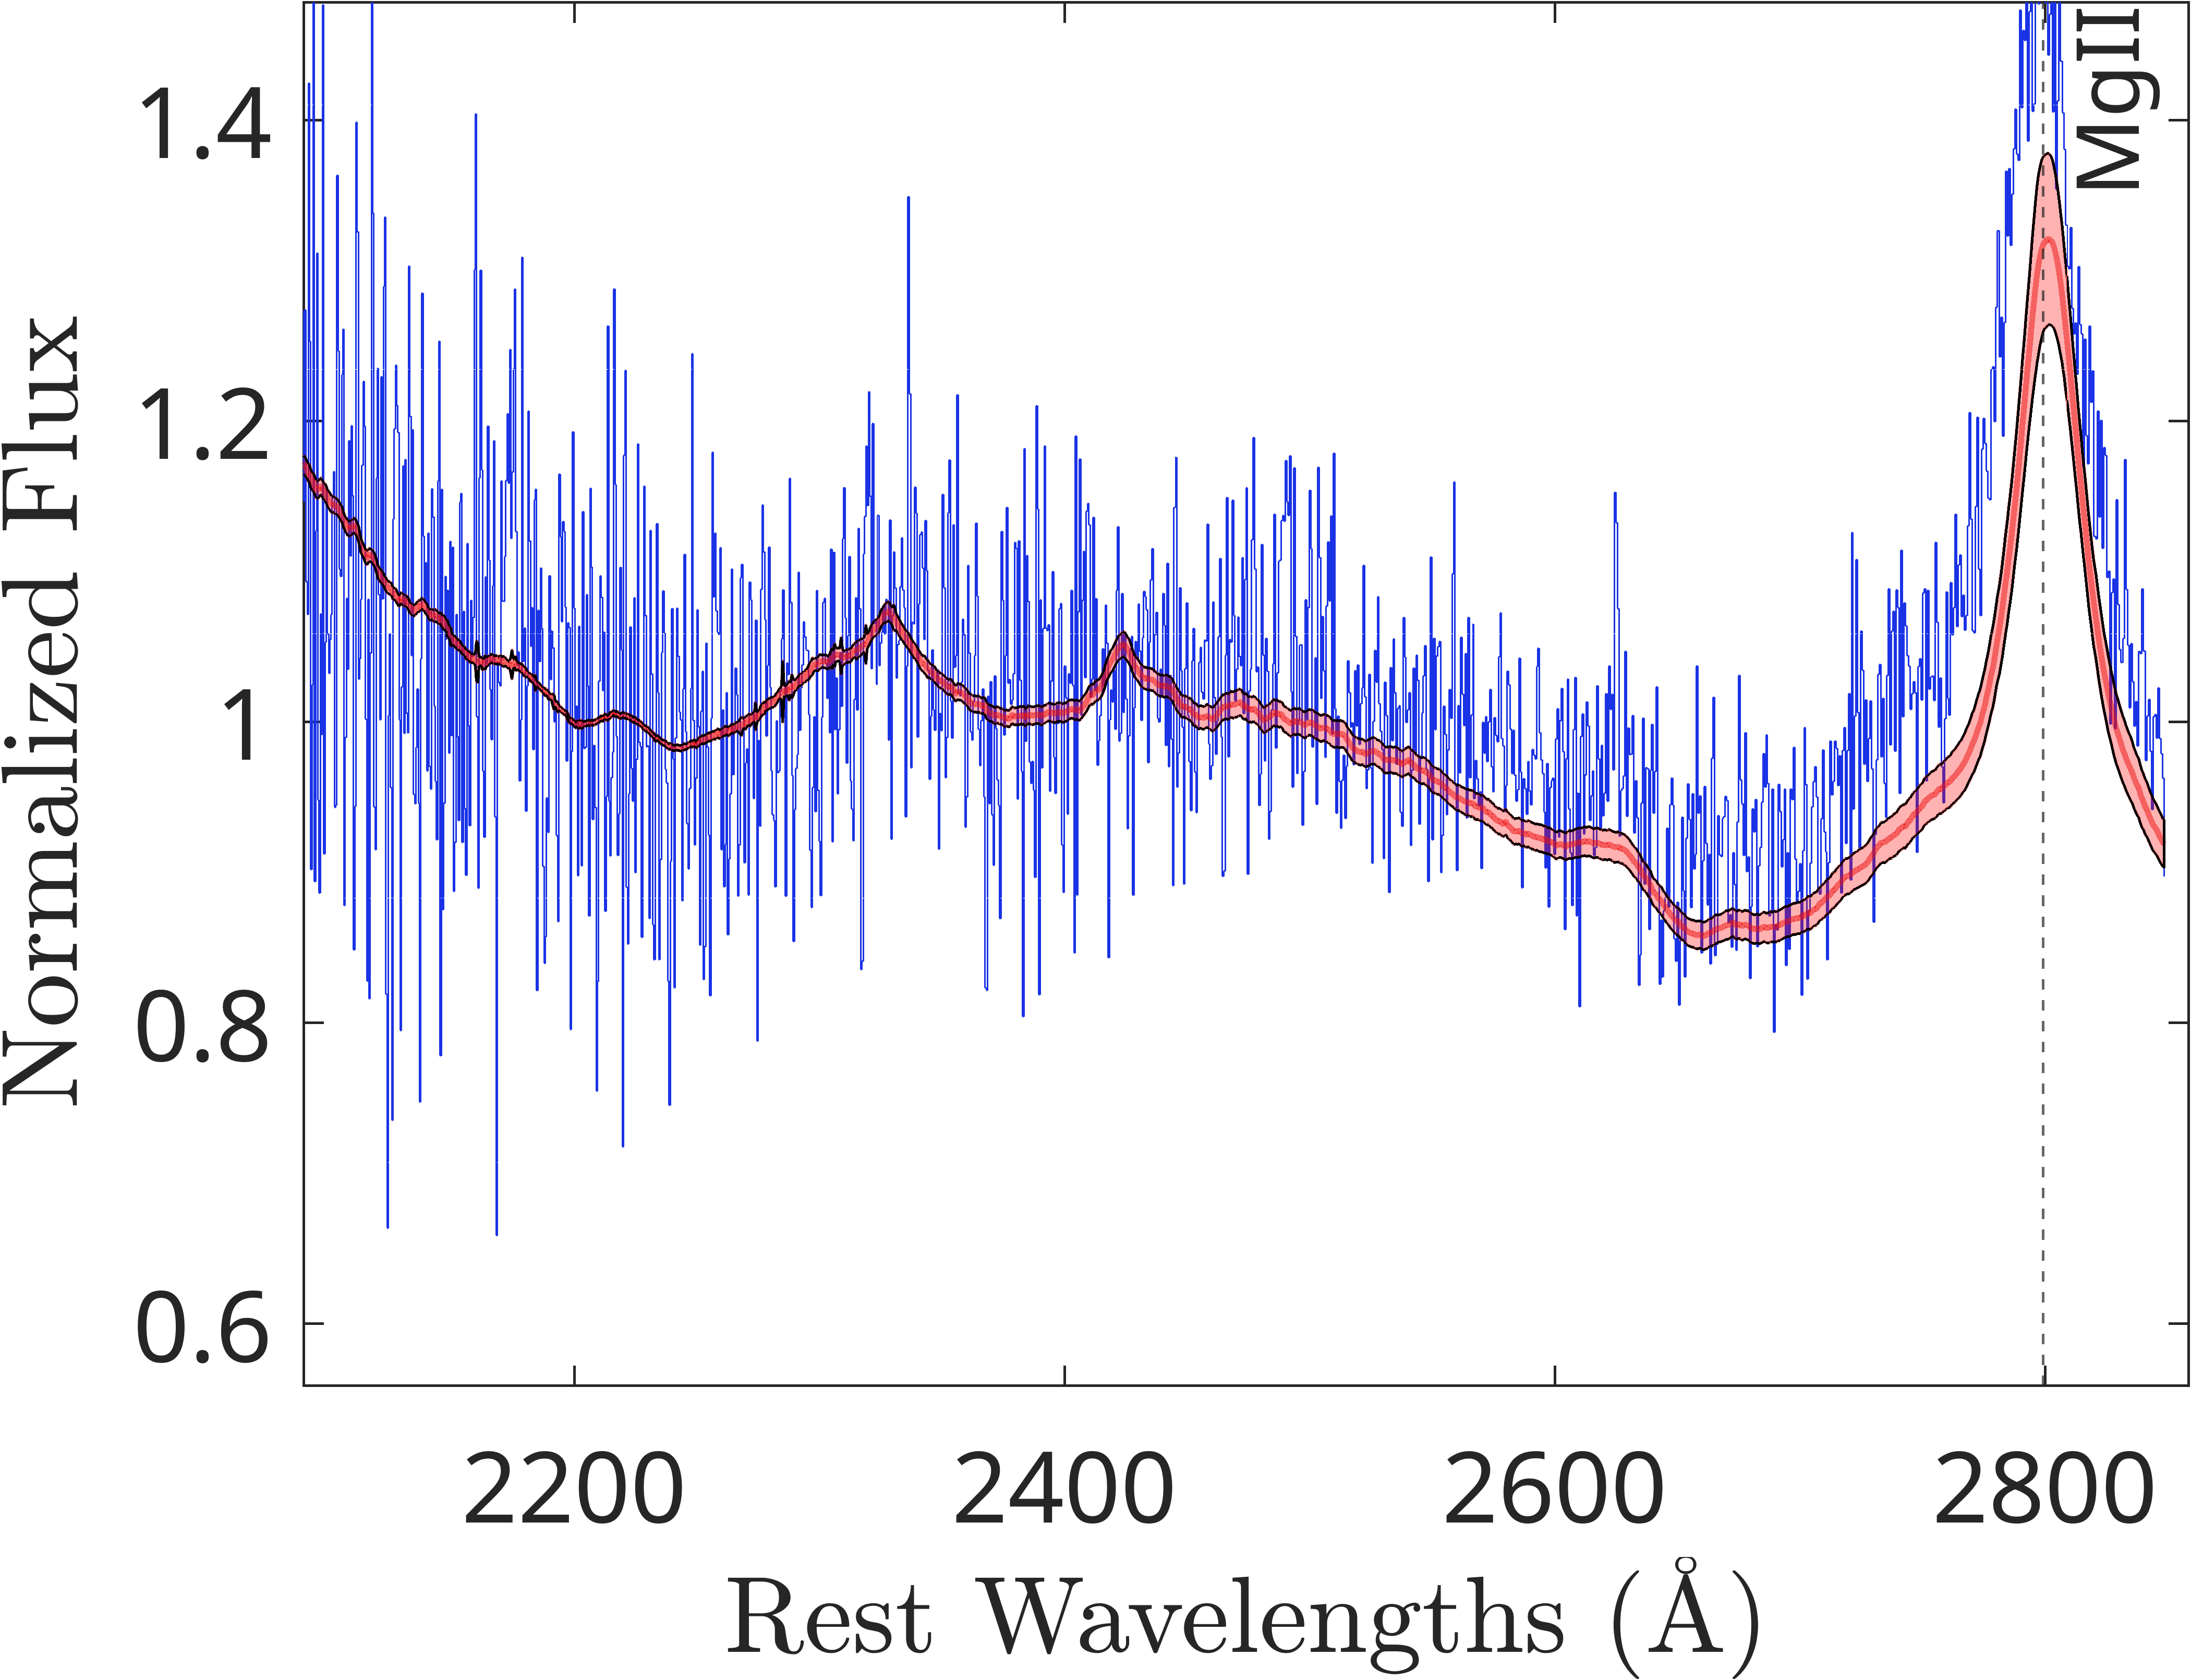 MgII
1.4
1.2
1
0.8
0.6
Normalized Flux
2200 2400 2600 2800
Rest Wavelengths (Å)